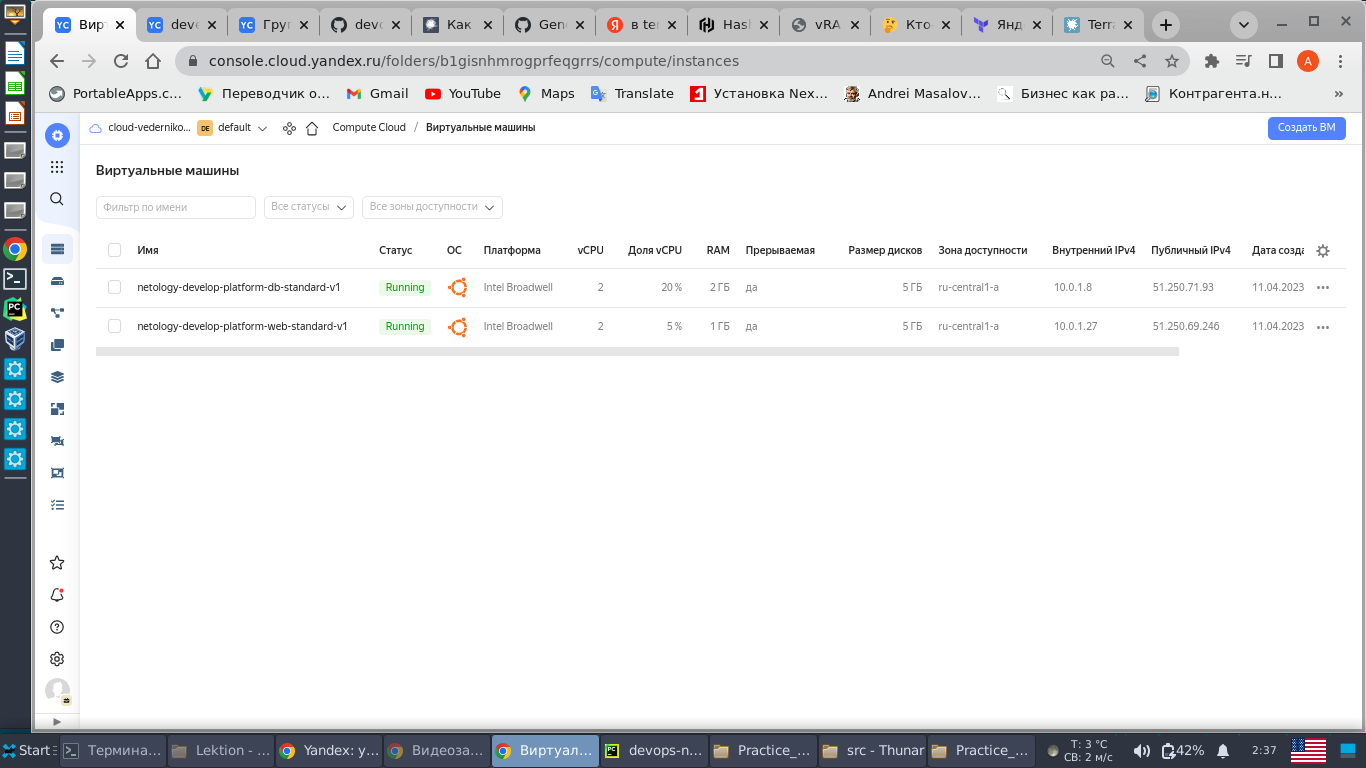 Вирт
deve
Груп
devo
Как
Gene
в ter
Hash
vRA
Кто
Янд
Terra
console.cloud.yandex.ru/folders/b1gisnhmmogprfeqgrrs/compute/instances
A
PortableApps.c... Переводчик о... Gmail YouTube Maps Translate Установка Nex... Andrei Masalov... Бизнес как ра... Контрагента.н... »
cloud-vederniko... DE default Compute Cloud / Виртуальные машины Создать ВМ
Виртуальные машины
Фильтр по имени Все статусы Все зоны доступности
Имя Статус ОС Платформа vCPU Доля vCPU RAM Прерываемая Размер дисков Зона доступности Внутренний IPv4 Публичный IPv4 Дата созда
netology-develop-platform-db-standard-v1 Running Intel Broadwell 2 20 % 2 ГБ да 5 ГБ ru-central1-a 10.0.1.8 51.250.71.93 11.04.2023
netology-develop-platform-web-standard-v1 Running Intel Broadwell 2 5 % 1 ГБ да 5 ГБ ru-central1-a 10.0.1.27 51.250.69.246 11.04.2023
Start Термина... Lektion - ... Yandex: y... Видеоза... Виртуал... devops-n... Practice_... src - Thunar Practice_... T: 3 °C 42% 2:37
СВ: 2 м/с